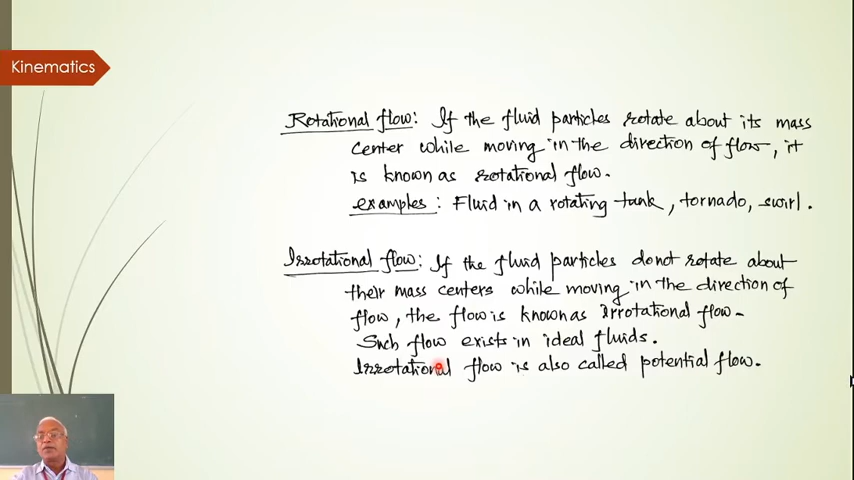 Kinematics
Rotational flow: If the fluid particles rotate about its mass
center while moving in the direction of flow, it
is known as rotational flow.
examples: Fluid in a rotating tank, tornado, swirl.
Irrotational flow: If the fluid particles donot rotate about
their mass centers while moving in the direction of
flow, the flow is known as irrotational flow.
Such flow exists in ideal fluids.
Irrotational flow is also called potential flow.